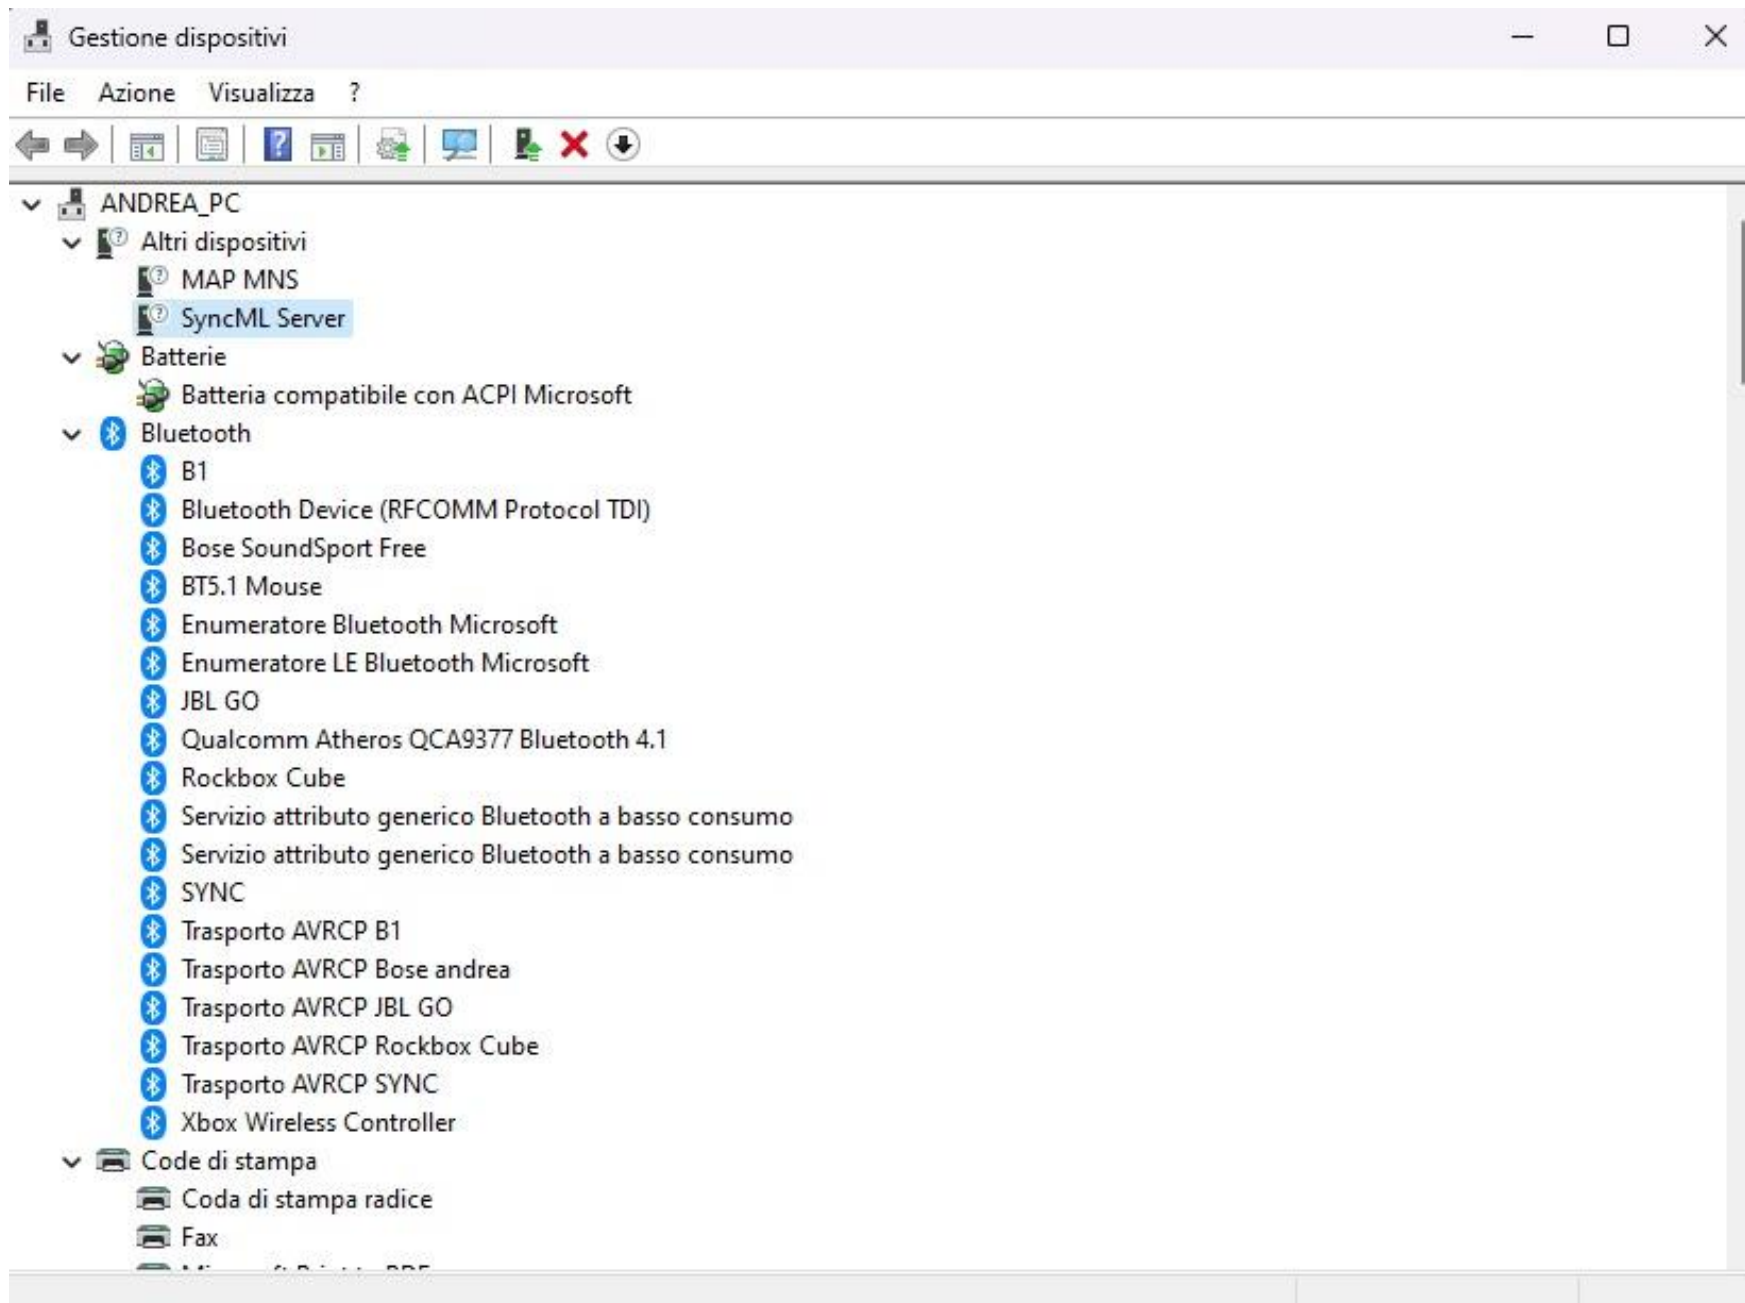 Gestione dispositivi
File Azione Visualizza ?
ANDREA_PC
Altri dispositivi
MAP MNS
SyncML Server
Batterie
Batteria compatibile con ACPI Microsoft
Bluetooth
B1
Bluetooth Device (RFCOMM Protocol TDI)
Bose SoundSport Free
BT5.1 Mouse
Enumeratore Bluetooth Microsoft
Enumeratore LE Bluetooth Microsoft
JBL GO
Qualcomm Atheros QCA9377 Bluetooth 4.1
Rockbox Cube
Servizio attributo generico Bluetooth a basso consumo
Servizio attributo generico Bluetooth a basso consumo
SYNC
Trasporto AVRCP B1
Trasporto AVRCP Bose andrea
Trasporto AVRCP JBL GO
Trasporto AVRCP Rockbox Cube
Trasporto AVRCP SYNC
Xbox Wireless Controller
Code di stampa
Coda di stampa radice
Fax